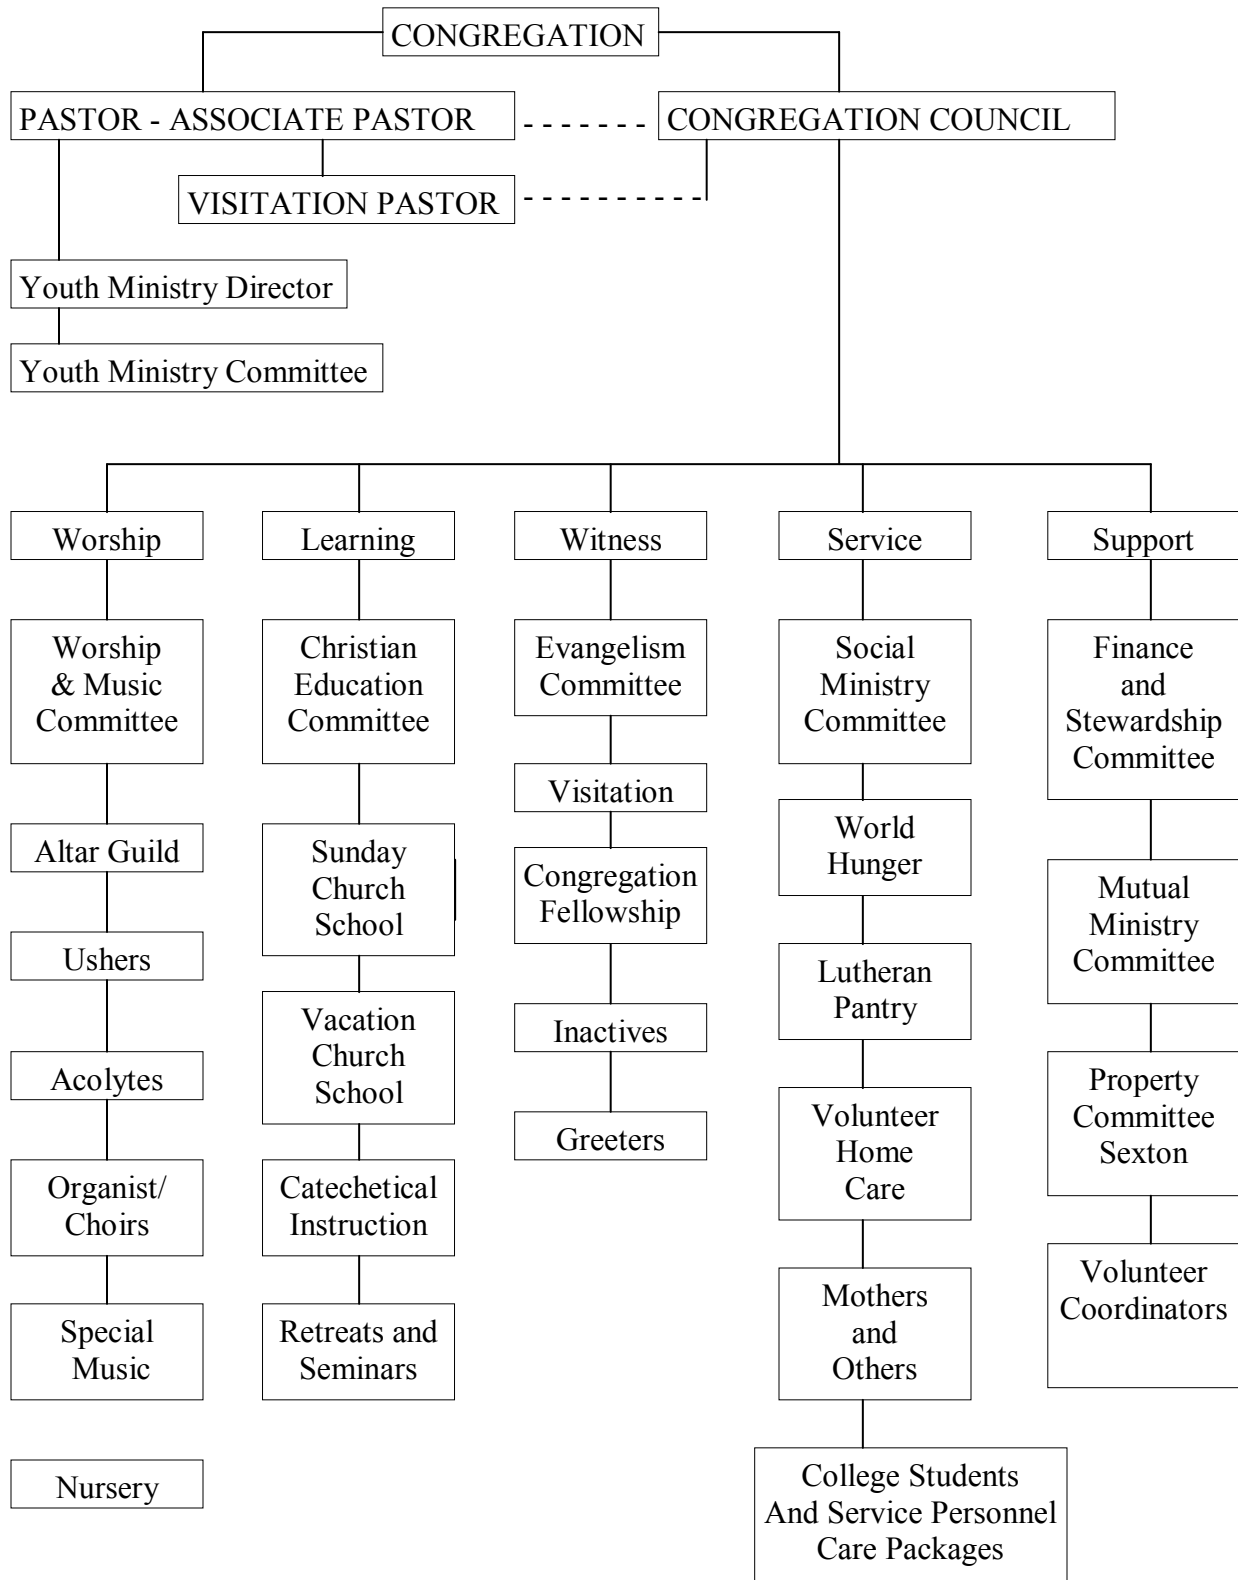 CONGREGATION
PASTOR - ASSOCIATE PASTOR
CONGREGATION COUNCIL
VISITATION PASTOR
Youth Ministry Director
Youth Ministry Committee
Worship
Worship
& Music
Committee
Altar Guild
Ushers
Acolytes
Organist/
Choirs
Special
Music
Nursery
Learning
Christian
Education
Committee
Sunday
Church
School
Vacation
Church
School
Catechetical
Instruction
Retreats and
Seminars
Witness
Evangelism
Committee
Visitation
Congregation
Fellowship
Inactives
Greeters
Service
Social
Ministry
Committee
World
Hunger
Lutheran
Pantry
Volunteer
Home
Care
Mothers
and
Others
College Students
And Service Personnel
Care Packages
Support
Finance
and
Stewardship
Committee
Mutual
Ministry
Committee
Property
Committee
Sexton
Volunteer
Coordinators